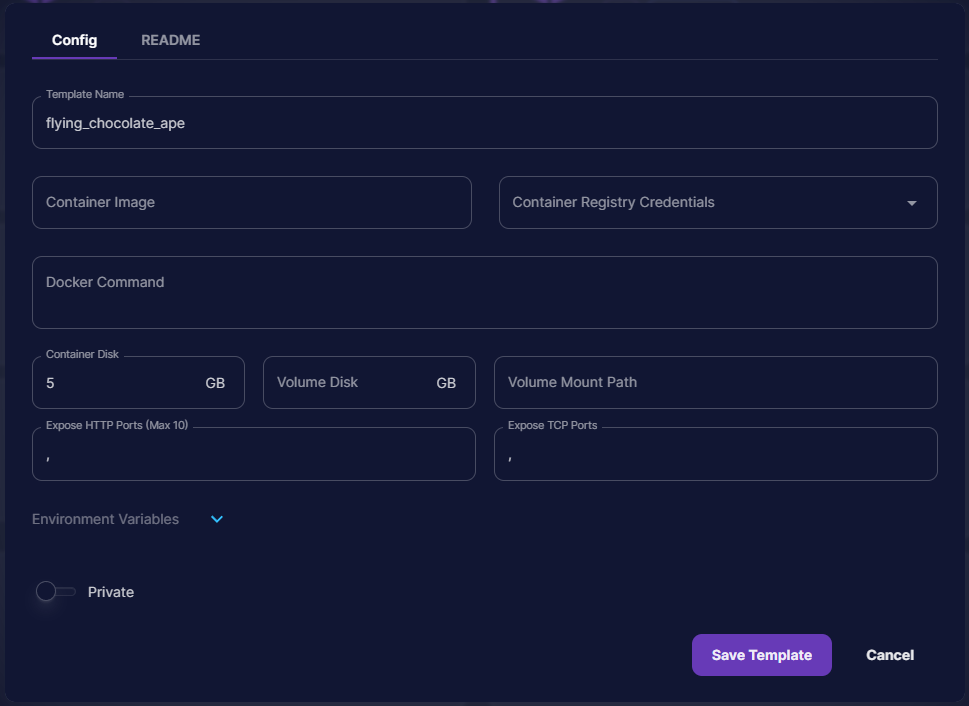 Config README
Template Name
flying_chocolate_ape
Container Image Container Registry Credentials
Docker Command
Container Disk
5 GB Volume Disk GB Volume Mount Path
Expose HTTP Ports (Max 10) Expose TCP Ports
, ,
Environment Variables
Private
Save Template Cancel